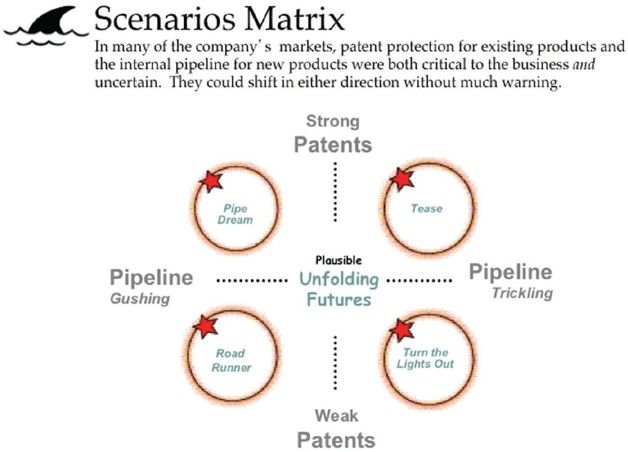 Scenarios Matrix
In many of the company's markets, patent protection for existing products and
the internal pipeline for new products were both critical to the business and
uncertain. They could shift in either direction without much warning.
Strong
Patents
Pipe
Dream
Tease
Plausible
Unfolding
Futures
Pipeline
Gushing
Pipeline
Trickling
Road
Runner
Turn the
Lights Out
Weak
Patents